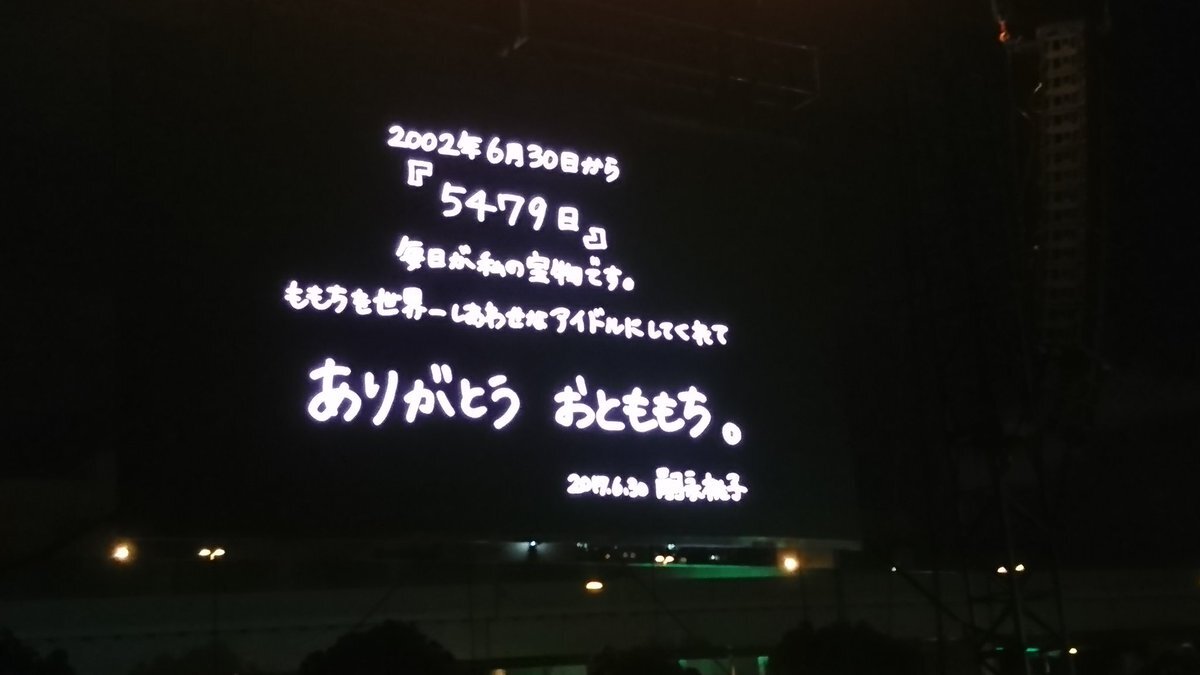 2002年6月30日から
『5479日』
毎日が私の宝物です。
ももちを世界一しあわせなアイドルにしてくれて
ありがとう おとももち。
2017.6.30 嗣永桃子